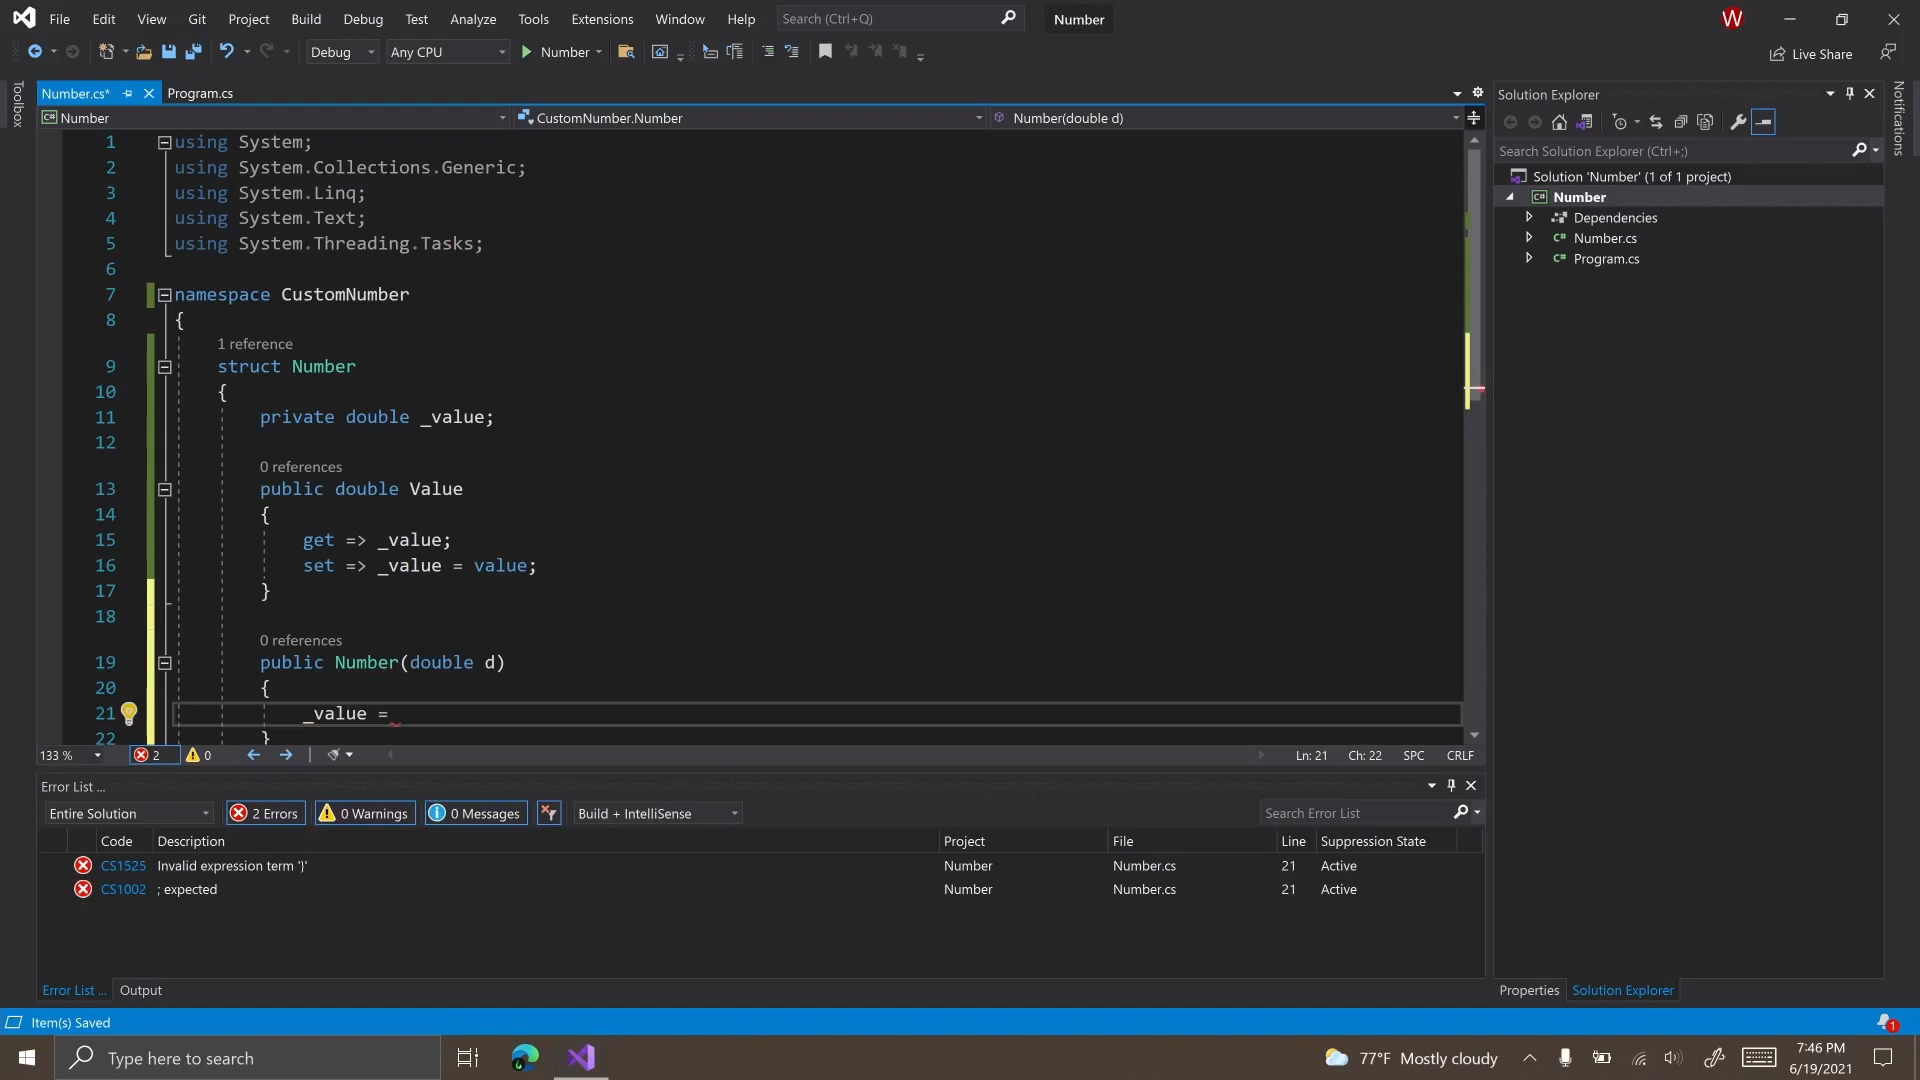 File Edit View Git Project Build Debug Test Analyze Tools Extensions Window Help Search (Ctrl+Q) Number W
Debug Any CPU Number Live Share
Toolbox
Number.cs* Program.cs
Number CustomNumber.Number Number(double d)
1 using System;
2 using System.Collections.Generic;
3 using System.Linq;
4 using System.Text;
5 using System.Threading.Tasks;
6
7 namespace CustomNumber
8 {
1 reference
9 struct Number
10 {
11 private double _value;
12
0 references
13 public double Value
14 {
15 get => _value;
16 set => _value = value;
17 }
18
0 references
19 public Number(double d)
20 {
21 _value =
22 }
133 % 2 0 Ln: 21 Ch: 22 SPC CRLF
Error List ...
Entire Solution 2 Errors 0 Warnings 0 Messages Build + IntelliSense Search Error List
Code Description Project File Line Suppression State
CS1525 Invalid expression term '}' Number Number.cs 21 Active
CS1002 ; expected Number Number.cs 21 Active
Error List ... Output
Solution Explorer
Search Solution Explorer (Ctrl+;)
Solution 'Number' (1 of 1 project)
C# Number
Dependencies
C# Number.cs
C# Program.cs
Properties Solution Explorer
Notifications
Item(s) Saved 1
Type here to search 77°F Mostly cloudy 7:46 PM
6/19/2021